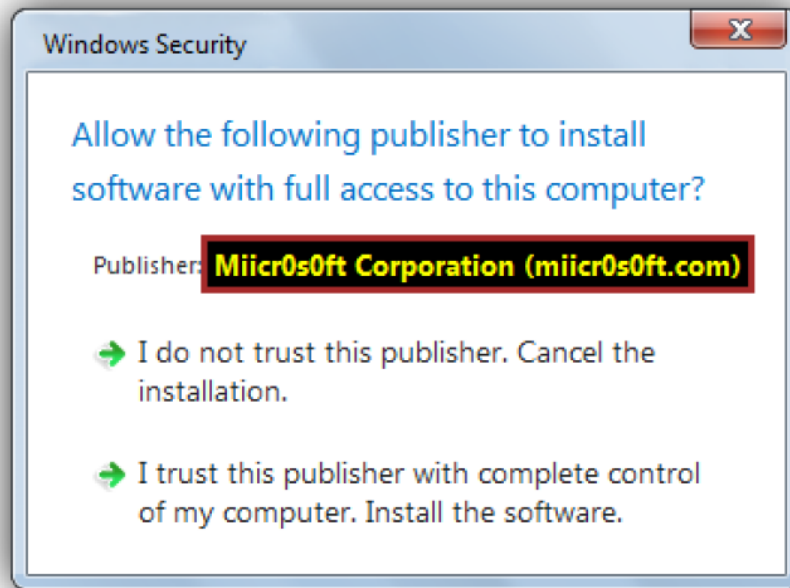 Windows Security
Allow the following publisher to install
software with full access to this computer?
Publisher: Miicr0s0ft Corporation (miicr0s0ft.com)
I do not trust this publisher. Cancel the
installation.
I trust this publisher with complete control
of my computer. Install the software.